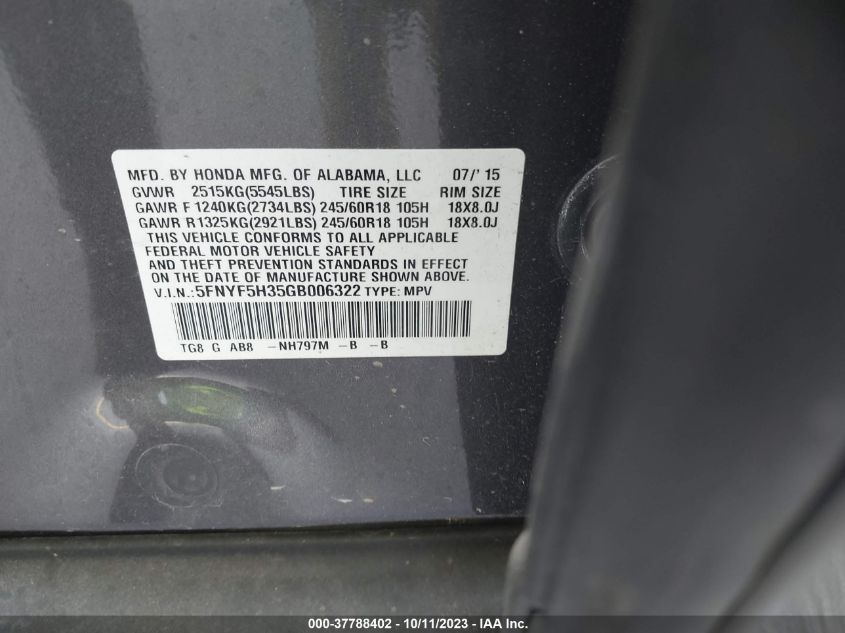 MFD. BY HONDA MFG. OF ALABAMA, LLC 07/'15
GVWR 2515KG(5545LBS) TIRE SIZE RIM SIZE
GAWR F 1240KG(2734LBS) 245/60R18 105H 18X8.0J
GAWR R 1325KG(2921LBS) 245/60R18 105H 18X8.0J
THIS VEHICLE CONFORMS TO ALL APPLICABLE
FEDERAL MOTOR VEHICLE SAFETY
AND THEFT PREVENTION STANDARDS IN EFFECT
ON THE DATE OF MANUFACTURE SHOWN ABOVE.
V.I.N.:5FNYF5H35GB006322 TYPE: MPV
TG8 G AB8 -NH797M -B -B
000-37788402 - 10/11/2023 - IAA Inc.